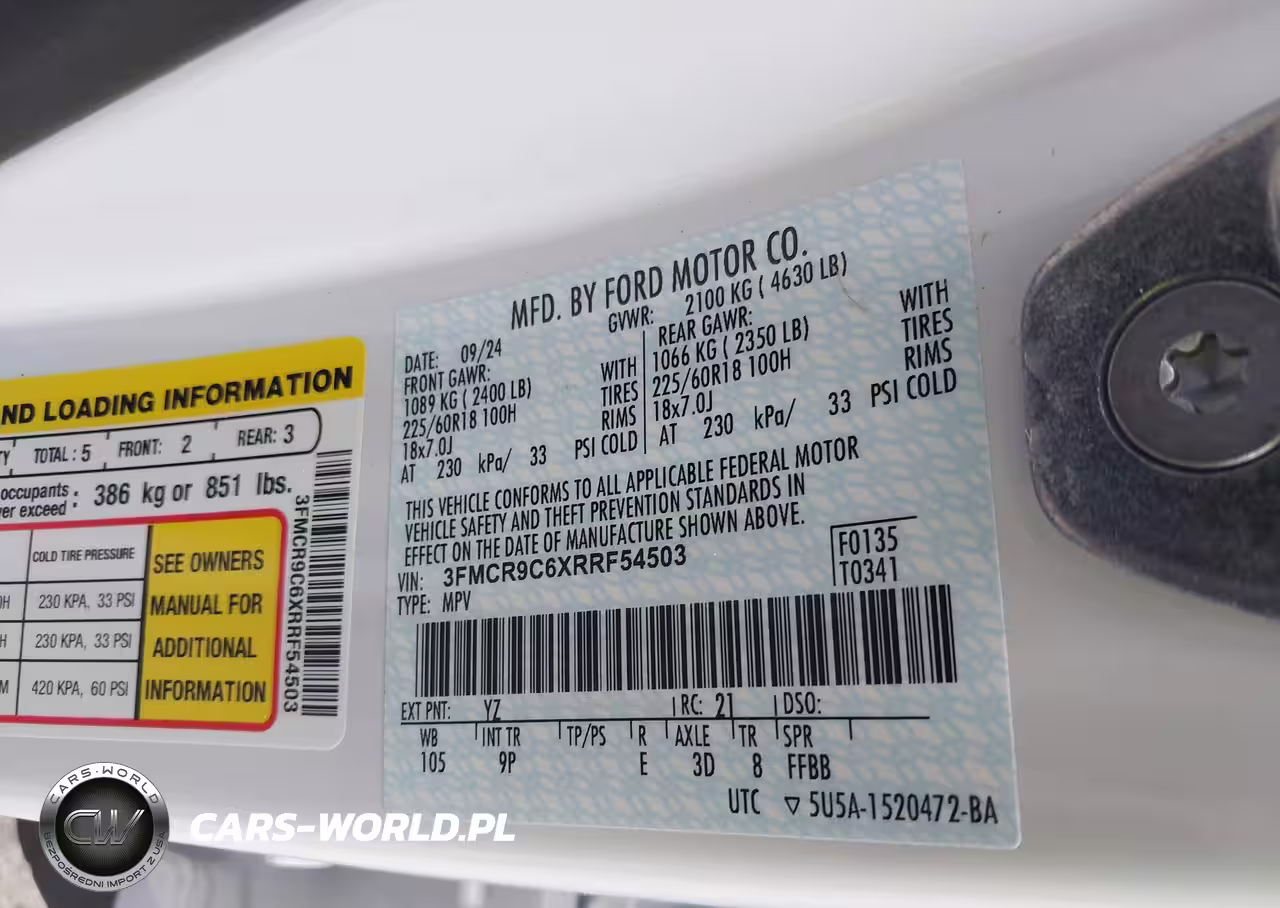 ND LOADING INFORMATION
TY TOTAL : 5 FRONT: 2 REAR: 3
occupants :
er exceed : 386 kg or 851 lbs.
COLD TIRE PRESSURE
0H 230 KPA, 33 PSI
H 230 KPA, 33 PSI
M 420 KPA, 60 PSI
SEE OWNERS
MANUAL FOR
ADDITIONAL
INFORMATION
3FMCR9C6XRRF54503
MFD. BY FORD MOTOR CO.
DATE: 09/24 GVWR: 2100 KG ( 4630 LB)
FRONT GAWR:
1089 KG ( 2400 LB) WITH
225/60R18 100H TIRES
18x7.0J RIMS
AT 230 kPa/ 33 PSI COLD
REAR GAWR:
1066 KG ( 2350 LB) WITH
225/60R18 100H TIRES
18x7.0J RIMS
AT 230 kPa/ 33 PSI COLD
THIS VEHICLE CONFORMS TO ALL APPLICABLE FEDERAL MOTOR
VEHICLE SAFETY AND THEFT PREVENTION STANDARDS IN
EFFECT ON THE DATE OF MANUFACTURE SHOWN ABOVE.
VIN: 3FMCR9C6XRRF54503
TYPE: MPV
F0135
T0341
EXT PNT: YZ RC: 21 DSO:
WB INT TR TP/PS R AXLE TR SPR
105 9P E 3D 8 FFBB
UTC ▽ 5U5A-1520472-BA
CARS-WORLD
CW
BEZPOŚREDNI IMPORT Z USA
CARS-WORLD.PL